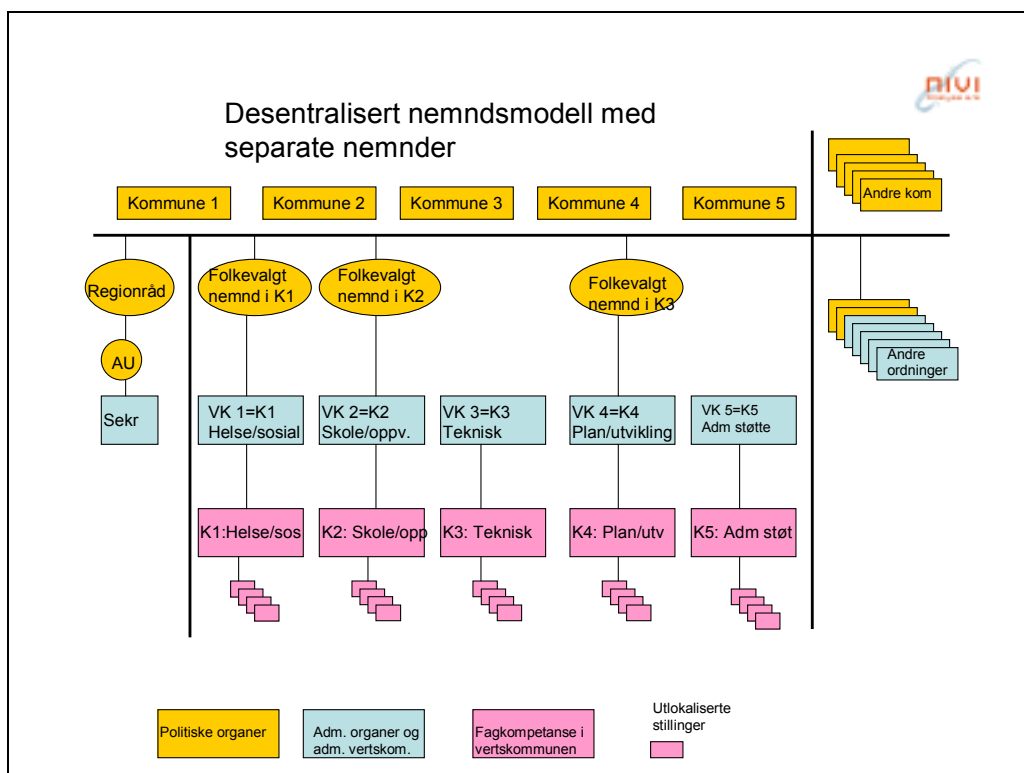 NIVI
Desentralisert nemndsmodell med
separate nemnder
Kommune 1
Kommune 2
Kommune 3
Kommune 4
Kommune 5
Andre kom
Regionråd
Folkevalgt
nemnd i K1
Folkevalgt
nemnd i K2
Folkevalgt
nemnd i K3
Andre
ordninger
AU
Sekr
VK 1=K1
Helse/sosial
VK 2=K2
Skole/oppv.
VK 3=K3
Teknisk
VK 4=K4
Plan/utvikling
VK 5=K5
Adm støtte
K1:Helse/sos
K2: Skole/opp
K3: Teknisk
K4: Plan/utv
K5: Adm støt
Politiske organer
Adm. organer og
adm. vertskom.
Fagkompetanse i
vertskommunen
Utlokaliserte
stillinger